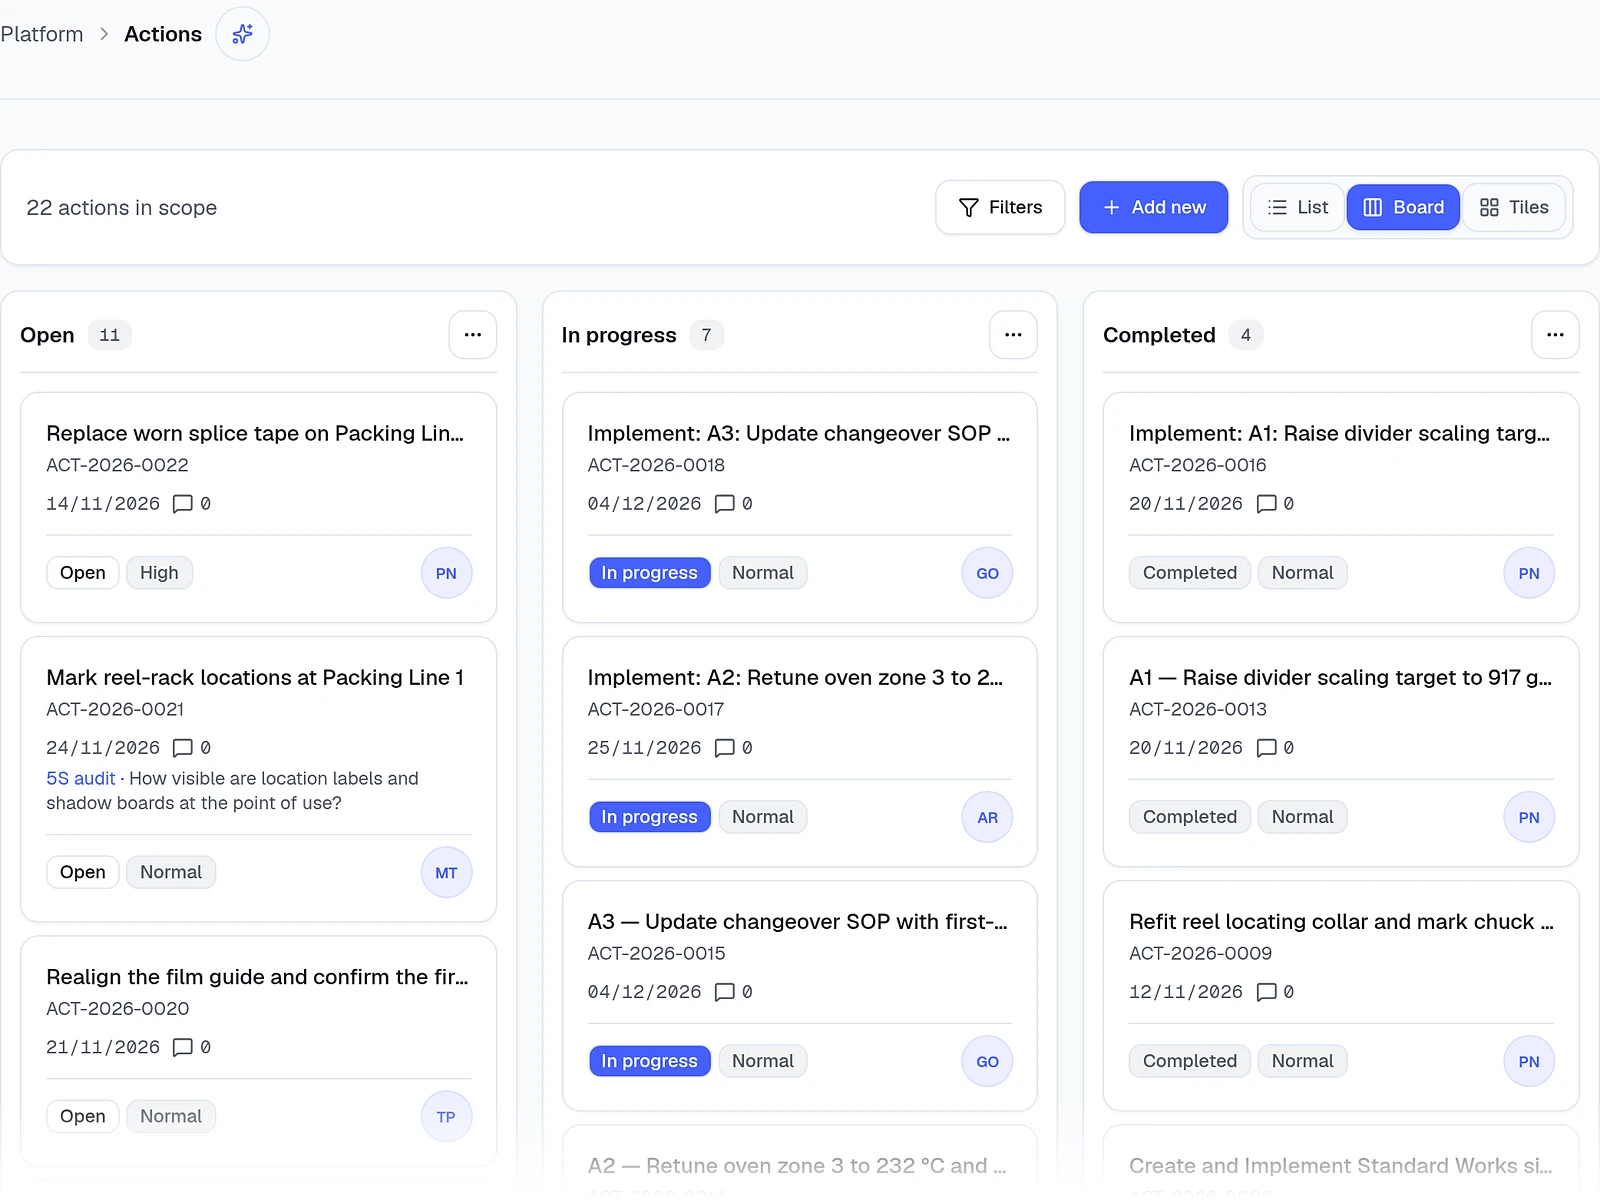 Platform > Actions
22 actions in scope
Filters
+ Add new
List
Board
Tiles
Open 11
...
Replace worn splice tape on Packing Lin...
ACT-2026-0022
14/11/2026 0
Open High PN
Mark reel-rack locations at Packing Line 1
ACT-2026-0021
24/11/2026 0
5S audit · How visible are location labels and
shadow boards at the point of use?
Open Normal MT
Realign the film guide and confirm the fir...
ACT-2026-0020
21/11/2026 0
Open Normal TP
In progress 7
...
Implement: A3: Update changeover SOP ...
ACT-2026-0018
04/12/2026 0
In progress Normal GO
Implement: A2: Retune oven zone 3 to 2...
ACT-2026-0017
25/11/2026 0
In progress Normal AR
A3 — Update changeover SOP with first-...
ACT-2026-0015
04/12/2026 0
In progress Normal GO
A2 — Retune oven zone 3 to 232 °C and ...
Completed 4
...
Implement: A1: Raise divider scaling targ...
ACT-2026-0016
20/11/2026 0
Completed Normal PN
A1 — Raise divider scaling target to 917 g...
ACT-2026-0013
20/11/2026 0
Completed Normal PN
Refit reel locating collar and mark chuck ...
ACT-2026-0009
12/11/2026 0
Completed Normal PN
Create and Implement Standard Works si...